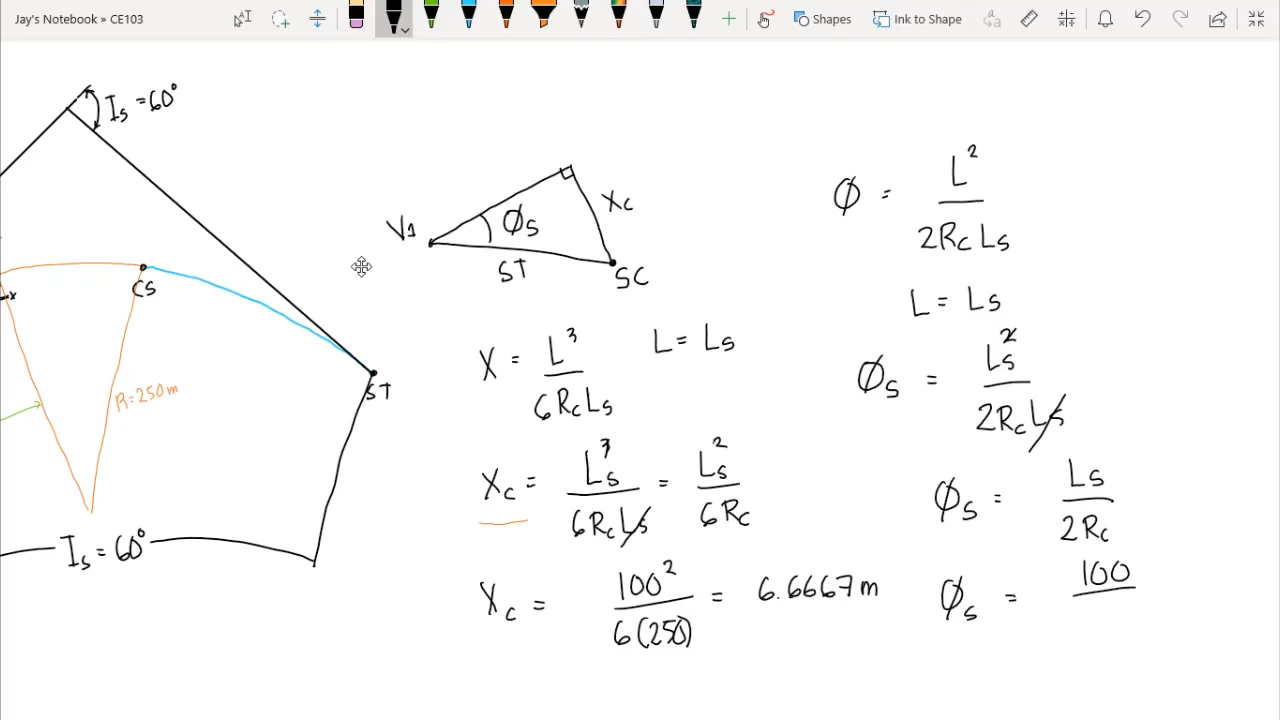 Jay's Notebook » CE103
Shapes
Ink to Shape
Is = 60°
CS
R = 250 m
ST
Is = 60°
V1
øs
Xc
ST
SC
X = L³ / 6RcLs
L = Ls
Xc = Ls³ / 6RcLs = Ls² / 6Rc
Xc = 100² / 6(250) = 6.6667 m
ø = L² / 2RcLs
L = Ls
øs = Ls² / 2RcLs
øs = Ls / 2Rc
øs = 100